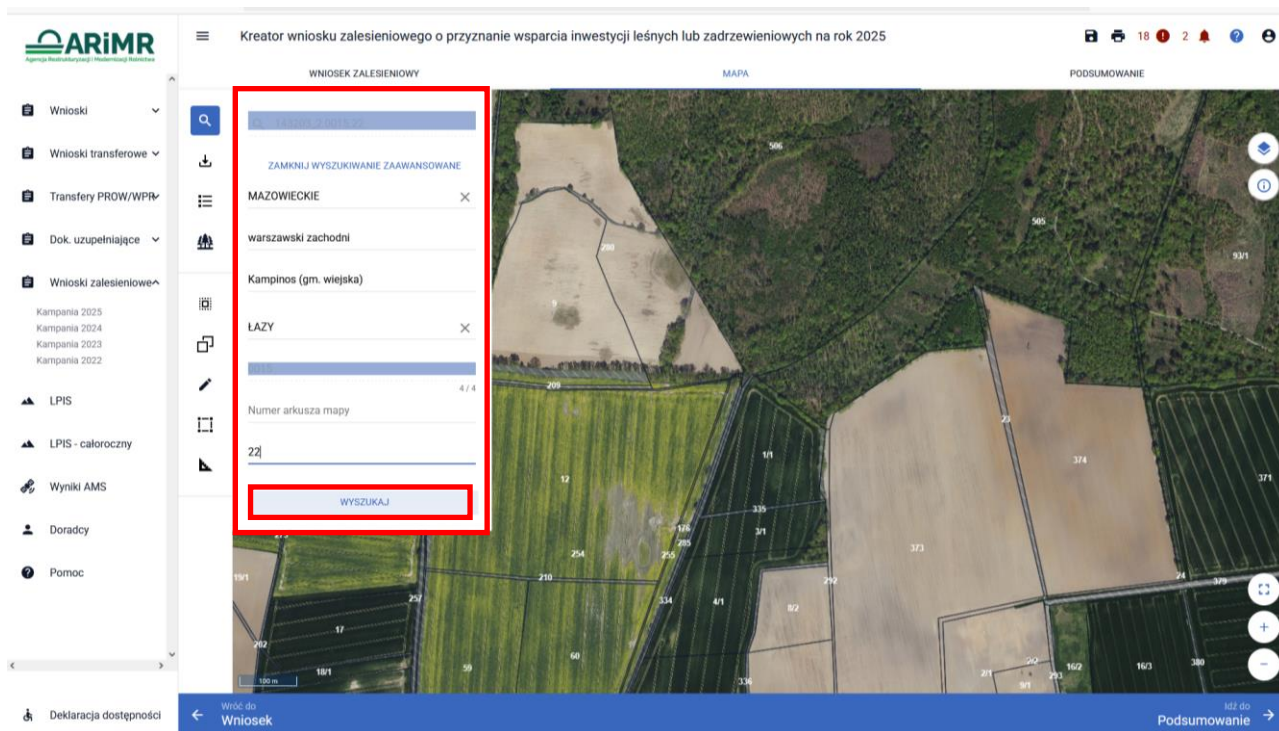 ARiMR
Agencja Restrukturyzacji i Modernizacji Rolnictwa
Kreator wniosku zalesieniowego o przyznanie wsparcia inwestycji leśnych lub zadrzewieniowych na rok 2025
18
2
WNIOSEK ZALESIENIOWY
MAPA
PODSUMOWANIE
Wnioski
Wnioski transferowe
Transfery PROW/WPR
Dok. uzupełniające
Wnioski zalesieniowe
Kampania 2025
Kampania 2024
Kampania 2023
Kampania 2022
LPIS
LPIS - całoroczny
Wyniki AMS
Doradcy
Pomoc
Deklaracja dostępności
ZAMKNIJ WYSZUKIWANIE ZAAWANSOWANE
MAZOWIECKIE
warszawski zachodni
Kampinos (gm. wiejska)
ŁAZY
0015
4 / 4
Numer arkusza mapy
22
WYSZUKAJ
506
505
93/1
280
9
209
23
374
371
1/1
12
335
176
3/1
285
254
255
373
210
19/1
292
24
379
257
334
4/1
8/2
17
202
60
59
18/1
336
2/1
2/2
9/1
293
16/2
16/3
380
100 m
Wróć do
Wniosek
Idź do
Podsumowanie